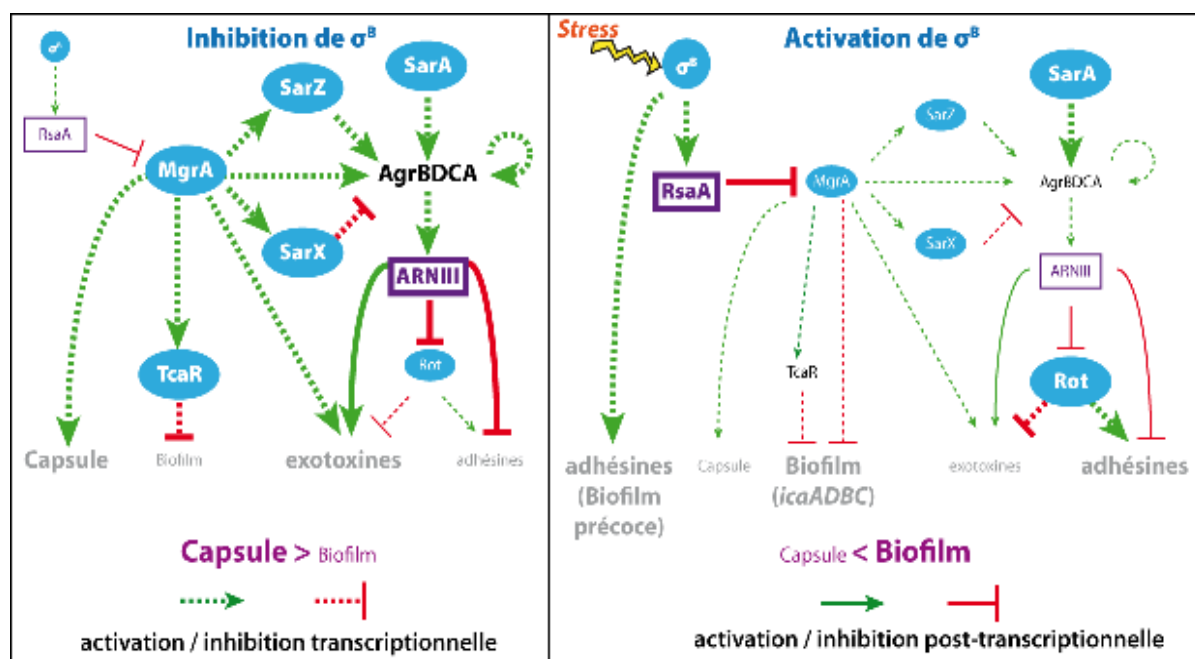 Inhibition de σᴮ
σᴮ
SarZ
SarA
RsaA
MgrA
AgrBDCA
SarX
ARNIII
TcaR
Rot
Capsule
Biofilm
exotoxines
adhésines
Capsule > Biofilm
activation / inhibition transcriptionnelle
Stress
Activation de σᴮ
σᴮ
SarA
SarZ
RsaA
MgrA
AgrBDCA
SarX
ARNIII
TcaR
Rot
adhésines
(Biofilm
précoce)
Capsule
Biofilm
(icaADBC)
exotoxines
adhésines
Capsule < Biofilm
activation / inhibition post-transcriptionnelle